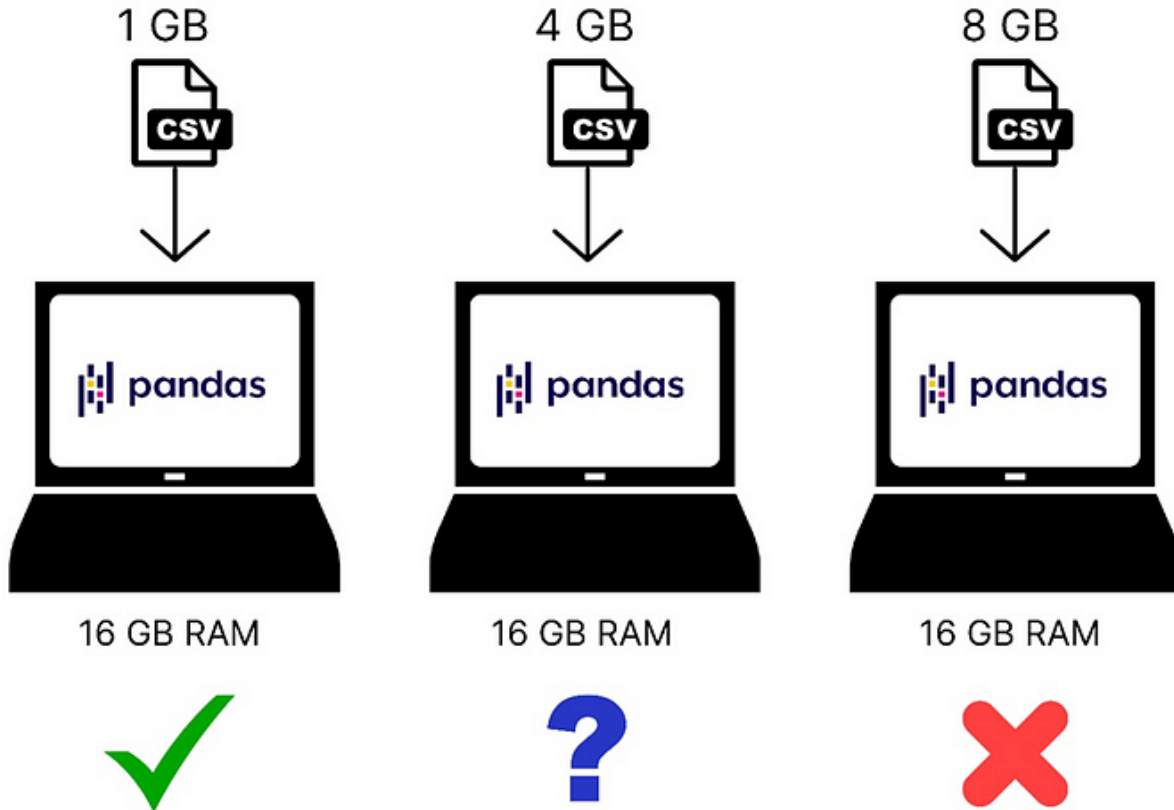 1 GB
4 GB
8 GB
CSV
CSV
CSV
pandas
pandas
pandas
16 GB RAM
16 GB RAM
16 GB RAM
?